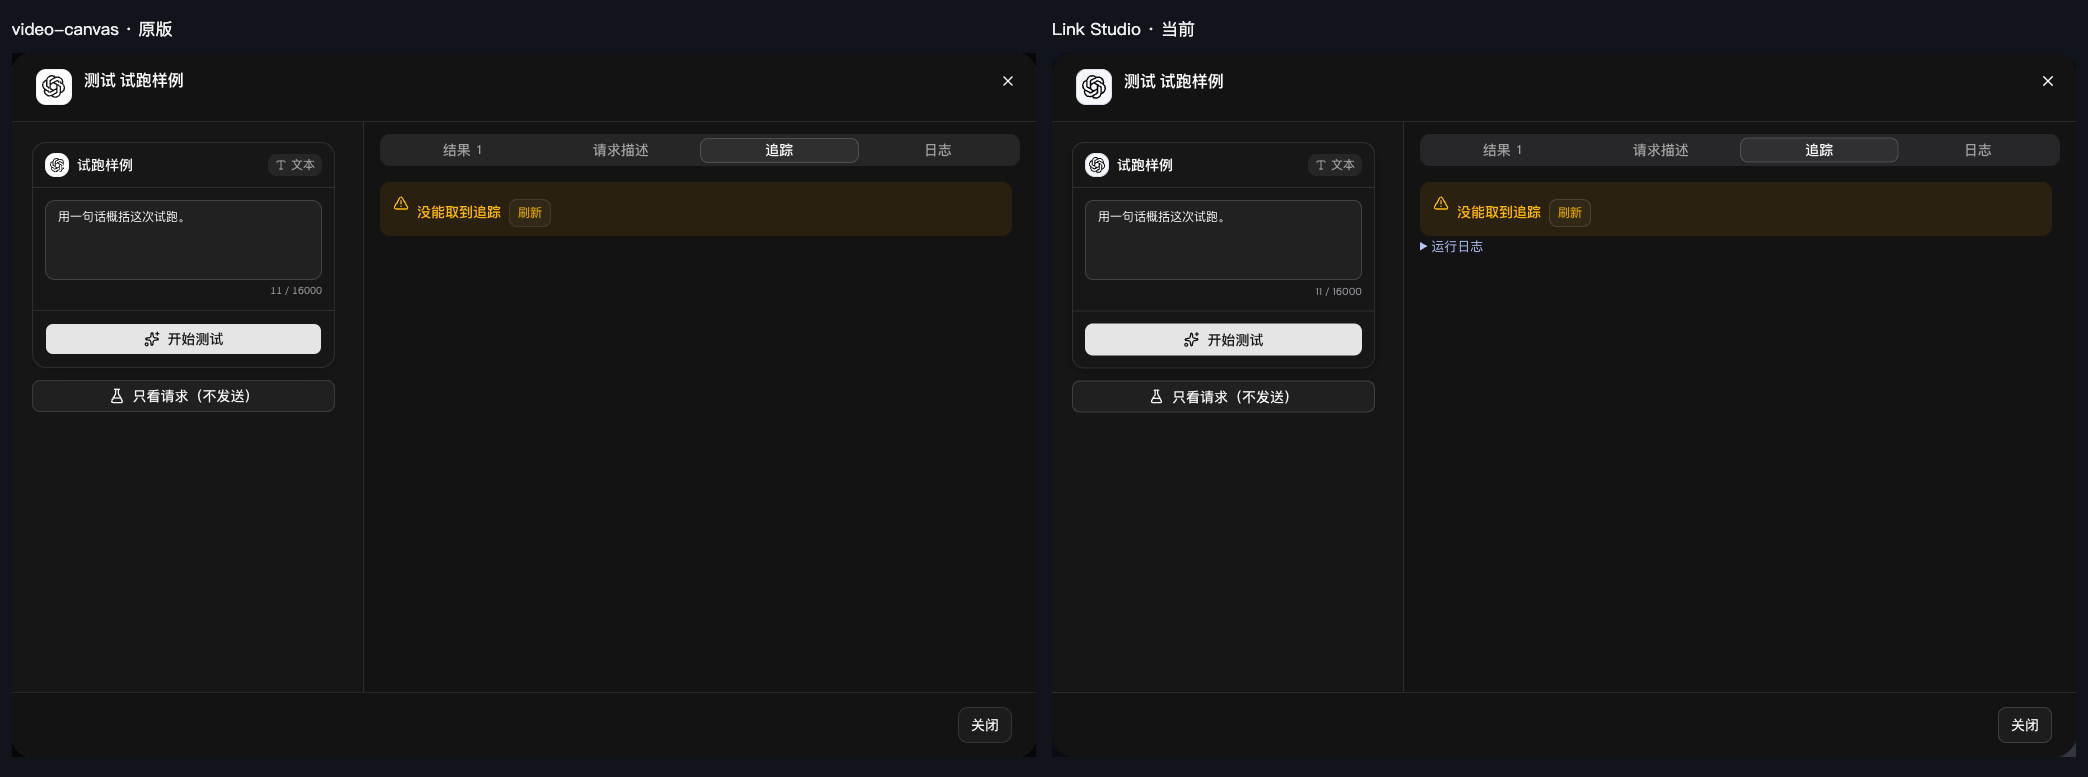 video-canvas · 原版
测试 试跑样例
试跑样例
T 文本
用一句话概括这次试跑。
11 / 16000
开始测试
只看请求（不发送）
结果 1
请求描述
追踪
日志
没能取到追踪
刷新
关闭
Link Studio · 当前
测试 试跑样例
试跑样例
T 文本
用一句话概括这次试跑。
11 / 16000
开始测试
只看请求（不发送）
结果 1
请求描述
追踪
日志
没能取到追踪
刷新
运行日志
关闭